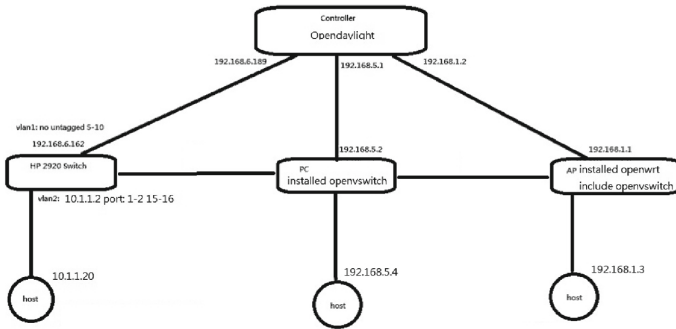 Controller
Opendaylight
192.168.6.189
192.168.5.1
192.168.1.2
vlan1: no untagged 5-10
192.168.6.162
192.168.5.2
192.168.1.1
HP 2920 Switch
PC
installed openvswitch
AP installed openwrt
include openvswitch
vlan2: 10.1.1.2 port: 1-2 15-16
10.1.1.20
192.168.5.4
192.168.1.3
host
host
host